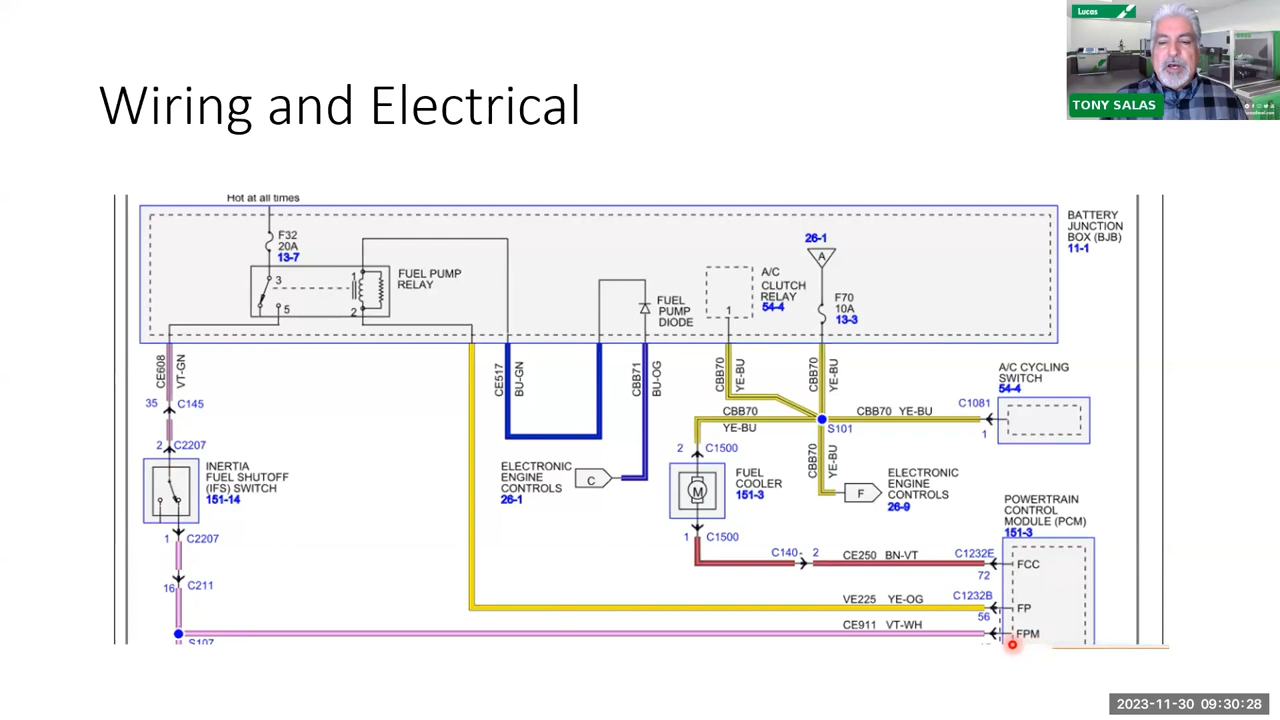 Lucas
TONY SALAS
Wiring and Electrical
Hot at all times
F32
20A
13-7
3
5
1
2
FUEL PUMP
RELAY
FUEL
PUMP
DIODE
A/C
CLUTCH
RELAY
54-4
1
26-1
A
F70
10A
13-3
BATTERY
JUNCTION
BOX (BJB)
11-1
CE608
VT-GN
CE517
BU-GN
CBB71
BU-OG
CBB70
YE-BU
CBB70
YE-BU
A/C CYCLING
SWITCH
54-4
35 C145
2 C2207
CBB70
YE-BU
CBB70 YE-BU
C1081
1
S101
INERTIA
FUEL SHUTOFF
(IFS) SWITCH
151-14
ELECTRONIC
ENGINE
CONTROLS
26-1
C
2 C1500
M
FUEL
COOLER
151-3
CBB70
YE-BU
F
ELECTRONIC
ENGINE
CONTROLS
26-9
POWERTRAIN
CONTROL
MODULE (PCM)
151-3
1 C2207
1 C1500
C140 2
CE250 BN-VT
C1232E
72
FCC
16 C211
VE225 YE-OG
C1232B
56
FP
CE911 VT-WH
FPM
S107
2023-11-30 09:30:28